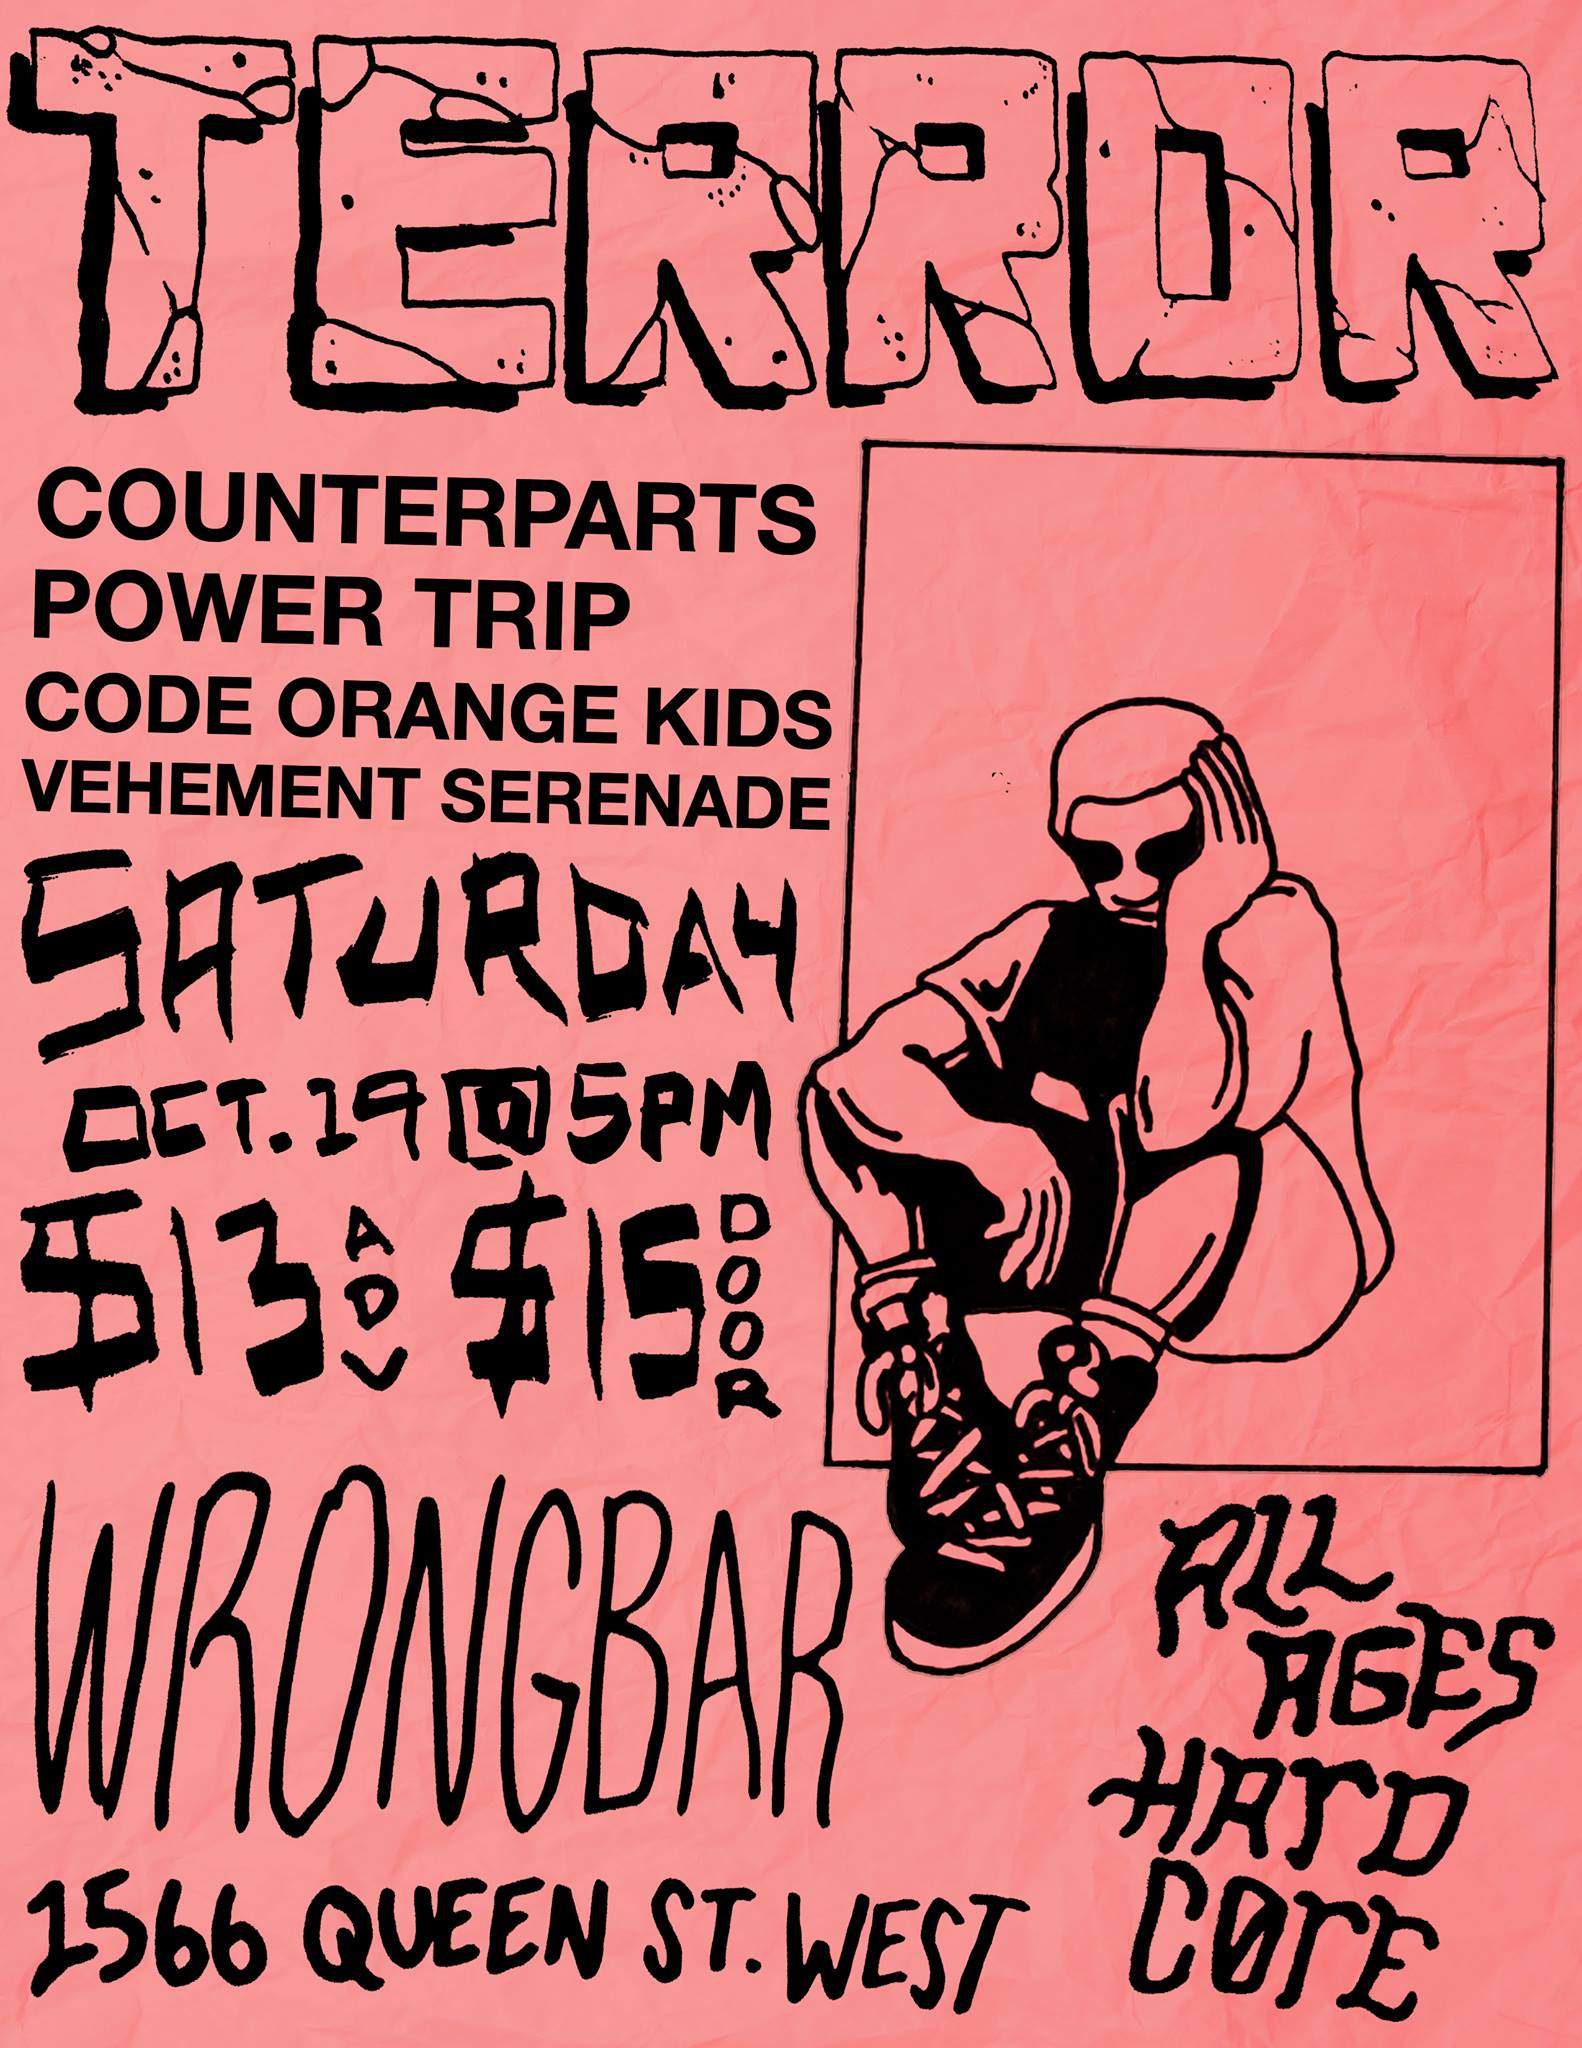 TERROR
COUNTERPARTS
POWER TRIP
CODE ORANGE KIDS
VEHEMENT SERENADE
SATURDAY
OCT. 19 @ 5PM
$13 ADV $15 DOOR
WRONGBAR
1566 QUEEN ST. WEST
ALL
AGES
HARD
CORE